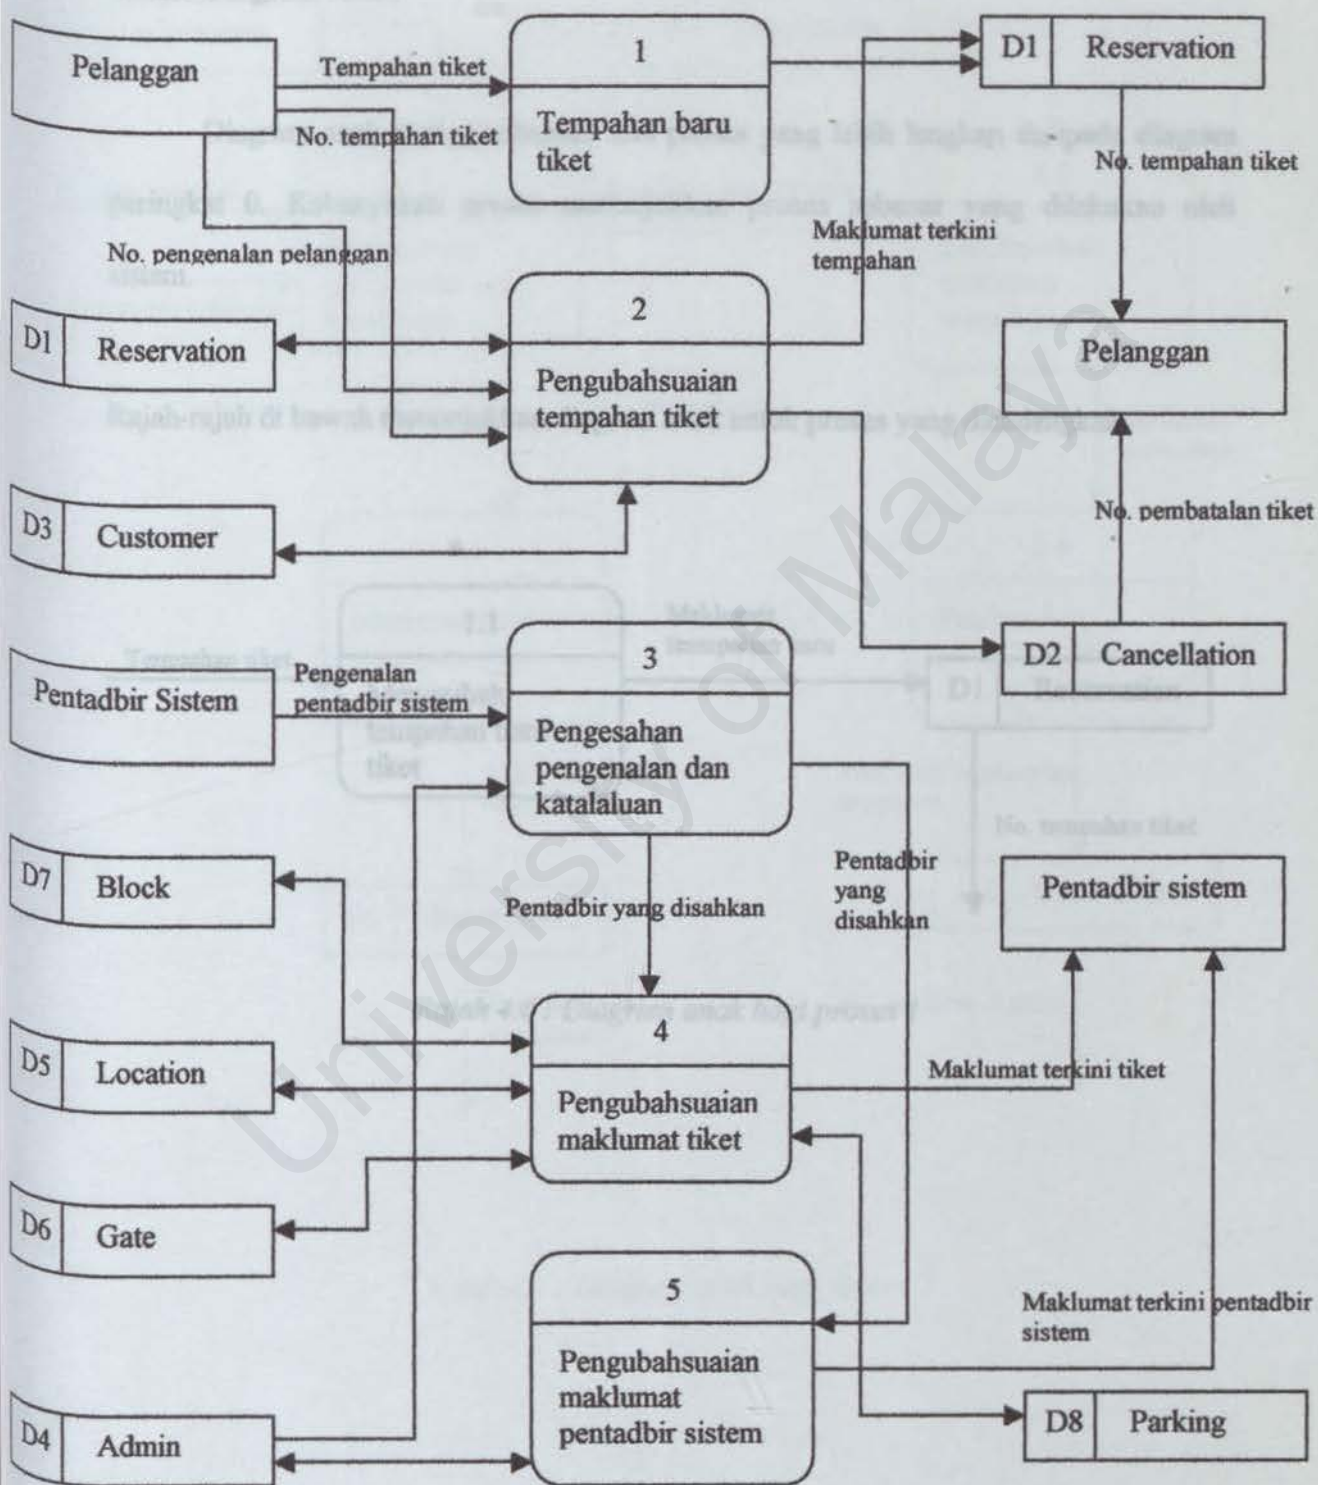 Pelanggan
Tempahan tiket
No. tempahan tiket
1
Tempahan baru
tiket
D1 Reservation
No. tempahan tiket
No. pengenalan pelanggan
Maklumat terkini
tempahan
D1 Reservation
2
Pengubahsuaian
tempahan tiket
Pelanggan
D3 Customer
No. pembatalan tiket
Pentadbir Sistem
Pengenalan
pentadbir sistem
3
Pengesahan
pengenalan dan
katalaluan
D2 Cancellation
D7 Block
Pentadbir yang disahkan
Pentadbir
yang
disahkan
Pentadbir sistem
D5 Location
4
Pengubahsuaian
maklumat tiket
Maklumat terkini tiket
D6 Gate
5
Pengubahsuaian
maklumat
pentadbir sistem
Maklumat terkini pentadbir
sistem
D4 Admin
D8 Parking
University of Malaya